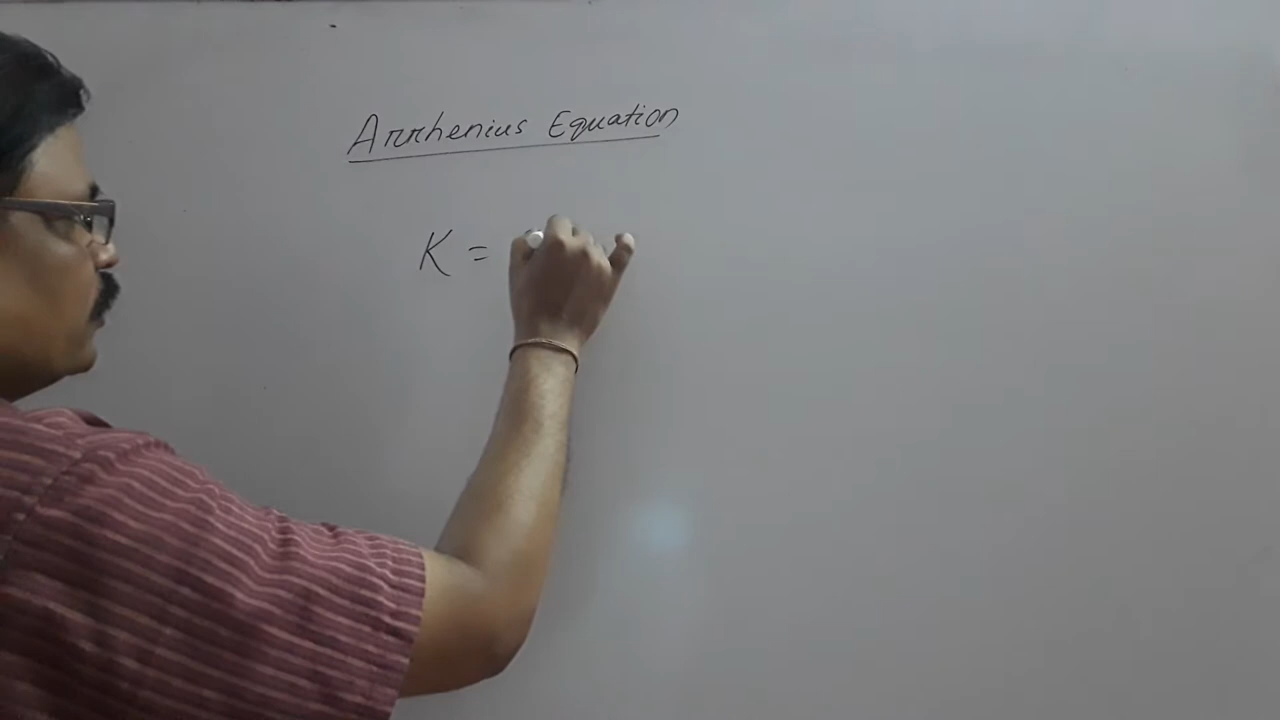 Arrhenius Equation
K =